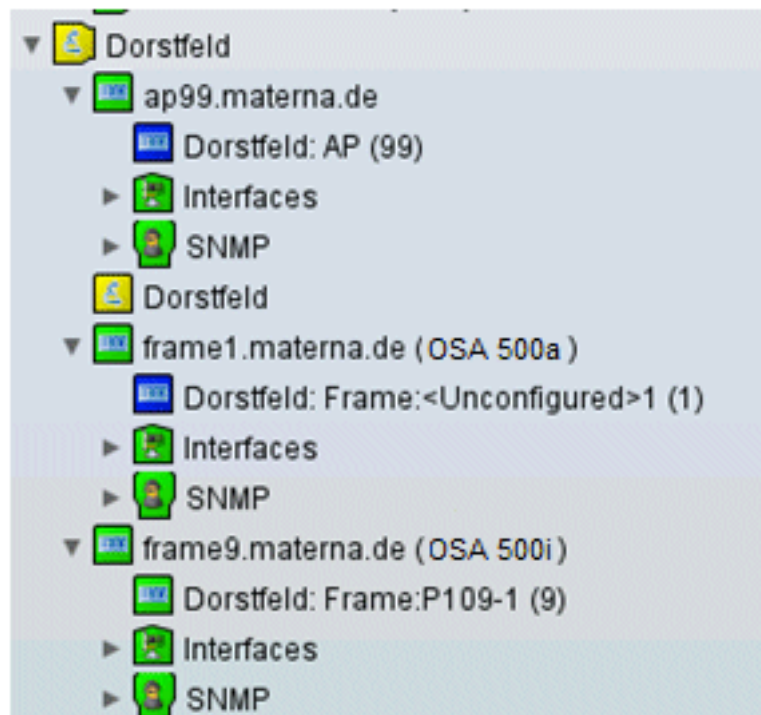 Dorstfeld
ap99.materna.de
Dorstfeld: AP (99)
Interfaces
SNMP
Dorstfeld
frame1.materna.de (OSA 500a )
Dorstfeld: Frame:<Unconfigured>1 (1)
Interfaces
SNMP
frame9.materna.de (OSA 500i)
Dorstfeld: Frame:P109-1 (9)
Interfaces
SNMP